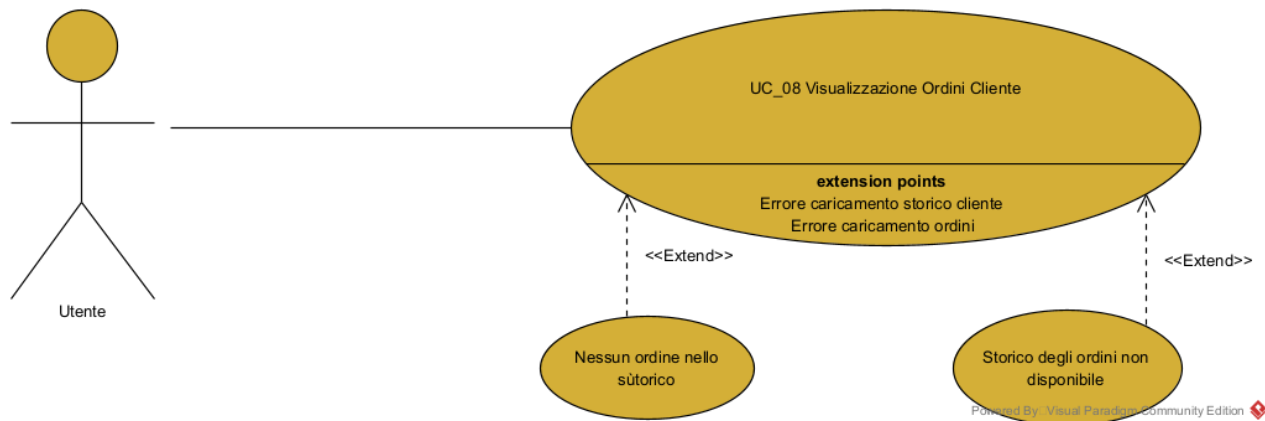 UC_08 Visualizzazione Ordini Cliente
extension points
Errore caricamento storico cliente
Errore caricamento ordini
<<Extend>>
<<Extend>>
Utente
Nessun ordine nello
sùtorico
Storico degli ordini non
disponibile
Powered By Visual Paradigm Community Edition